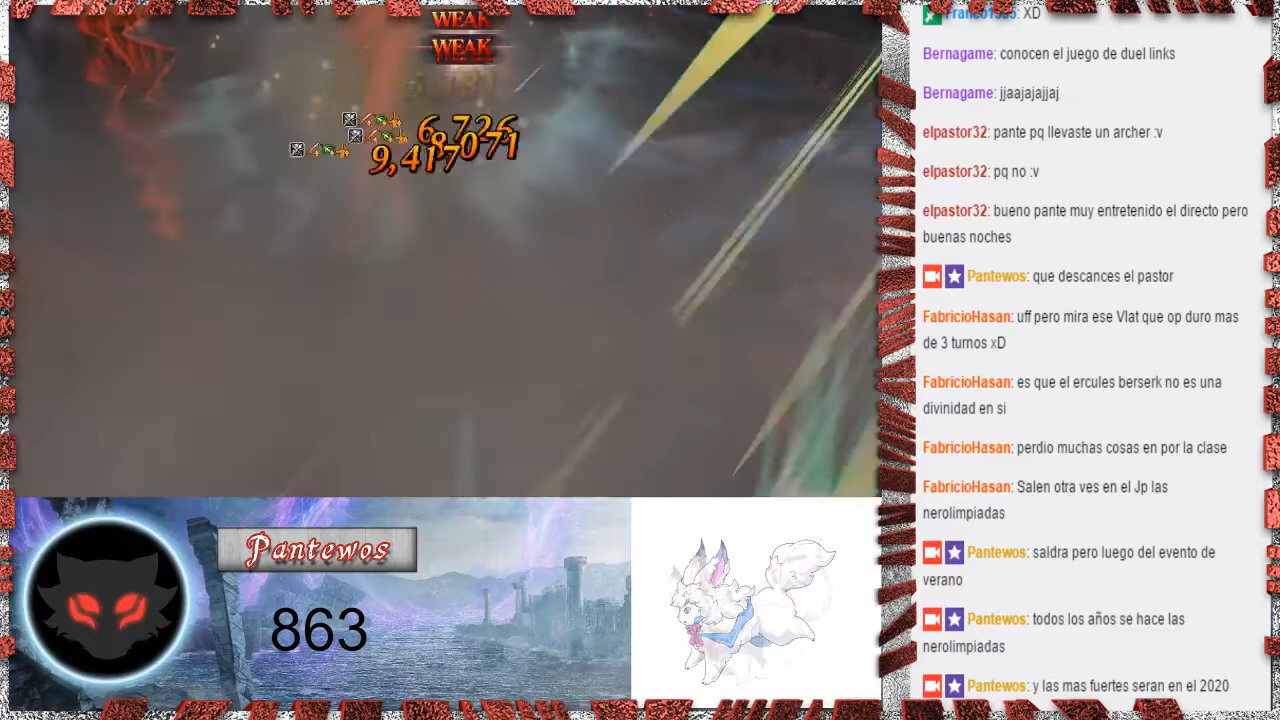 WEAK
WEAK
6,726
8,071
9,417
Pantewos
863
Franco1995: XD
Bernagame: conocen el juego de duel links
Bernagame: jjaajajajjaj
elpastor32: pante pq llevaste un archer :v
elpastor32: pq no :v
elpastor32: bueno pante muy entretenido el directo pero
buenas noches
Pantewos: que descances el pastor
FabricioHasan: uff pero mira ese Vlat que op duro mas
de 3 turnos xD
FabricioHasan: es que el ercules berserk no es una
divinidad en si
FabricioHasan: perdio muchas cosas en por la clase
FabricioHasan: Salen otra ves en el Jp las
nerolimpiadas
Pantewos: saldra pero luego del evento de
verano
Pantewos: todos los años se hace las
nerolimpiadas
Pantewos: y las mas fuertes seran en el 2020